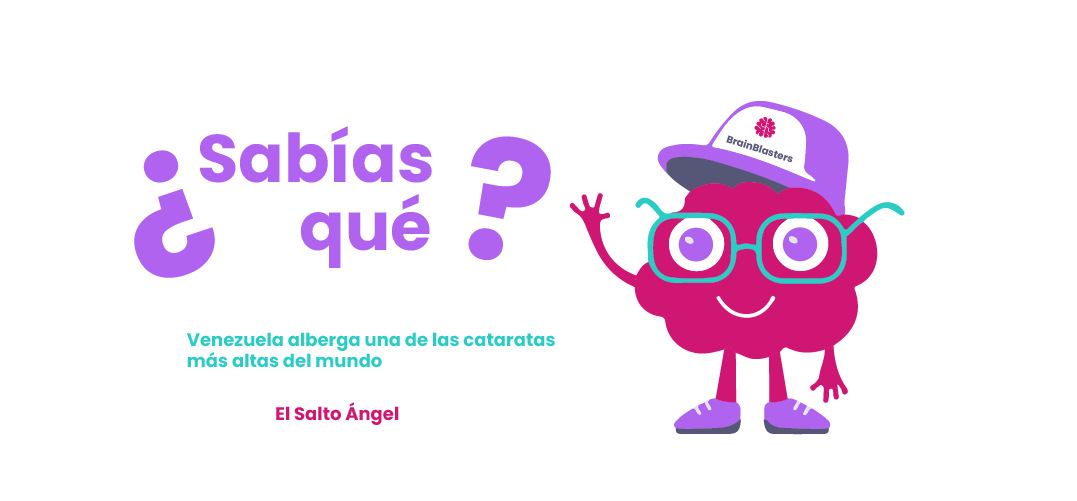 ¿Sabías
qué?
BrainBlasters
Venezuela alberga una de las cataratas
más altas del mundo
El Salto Ángel